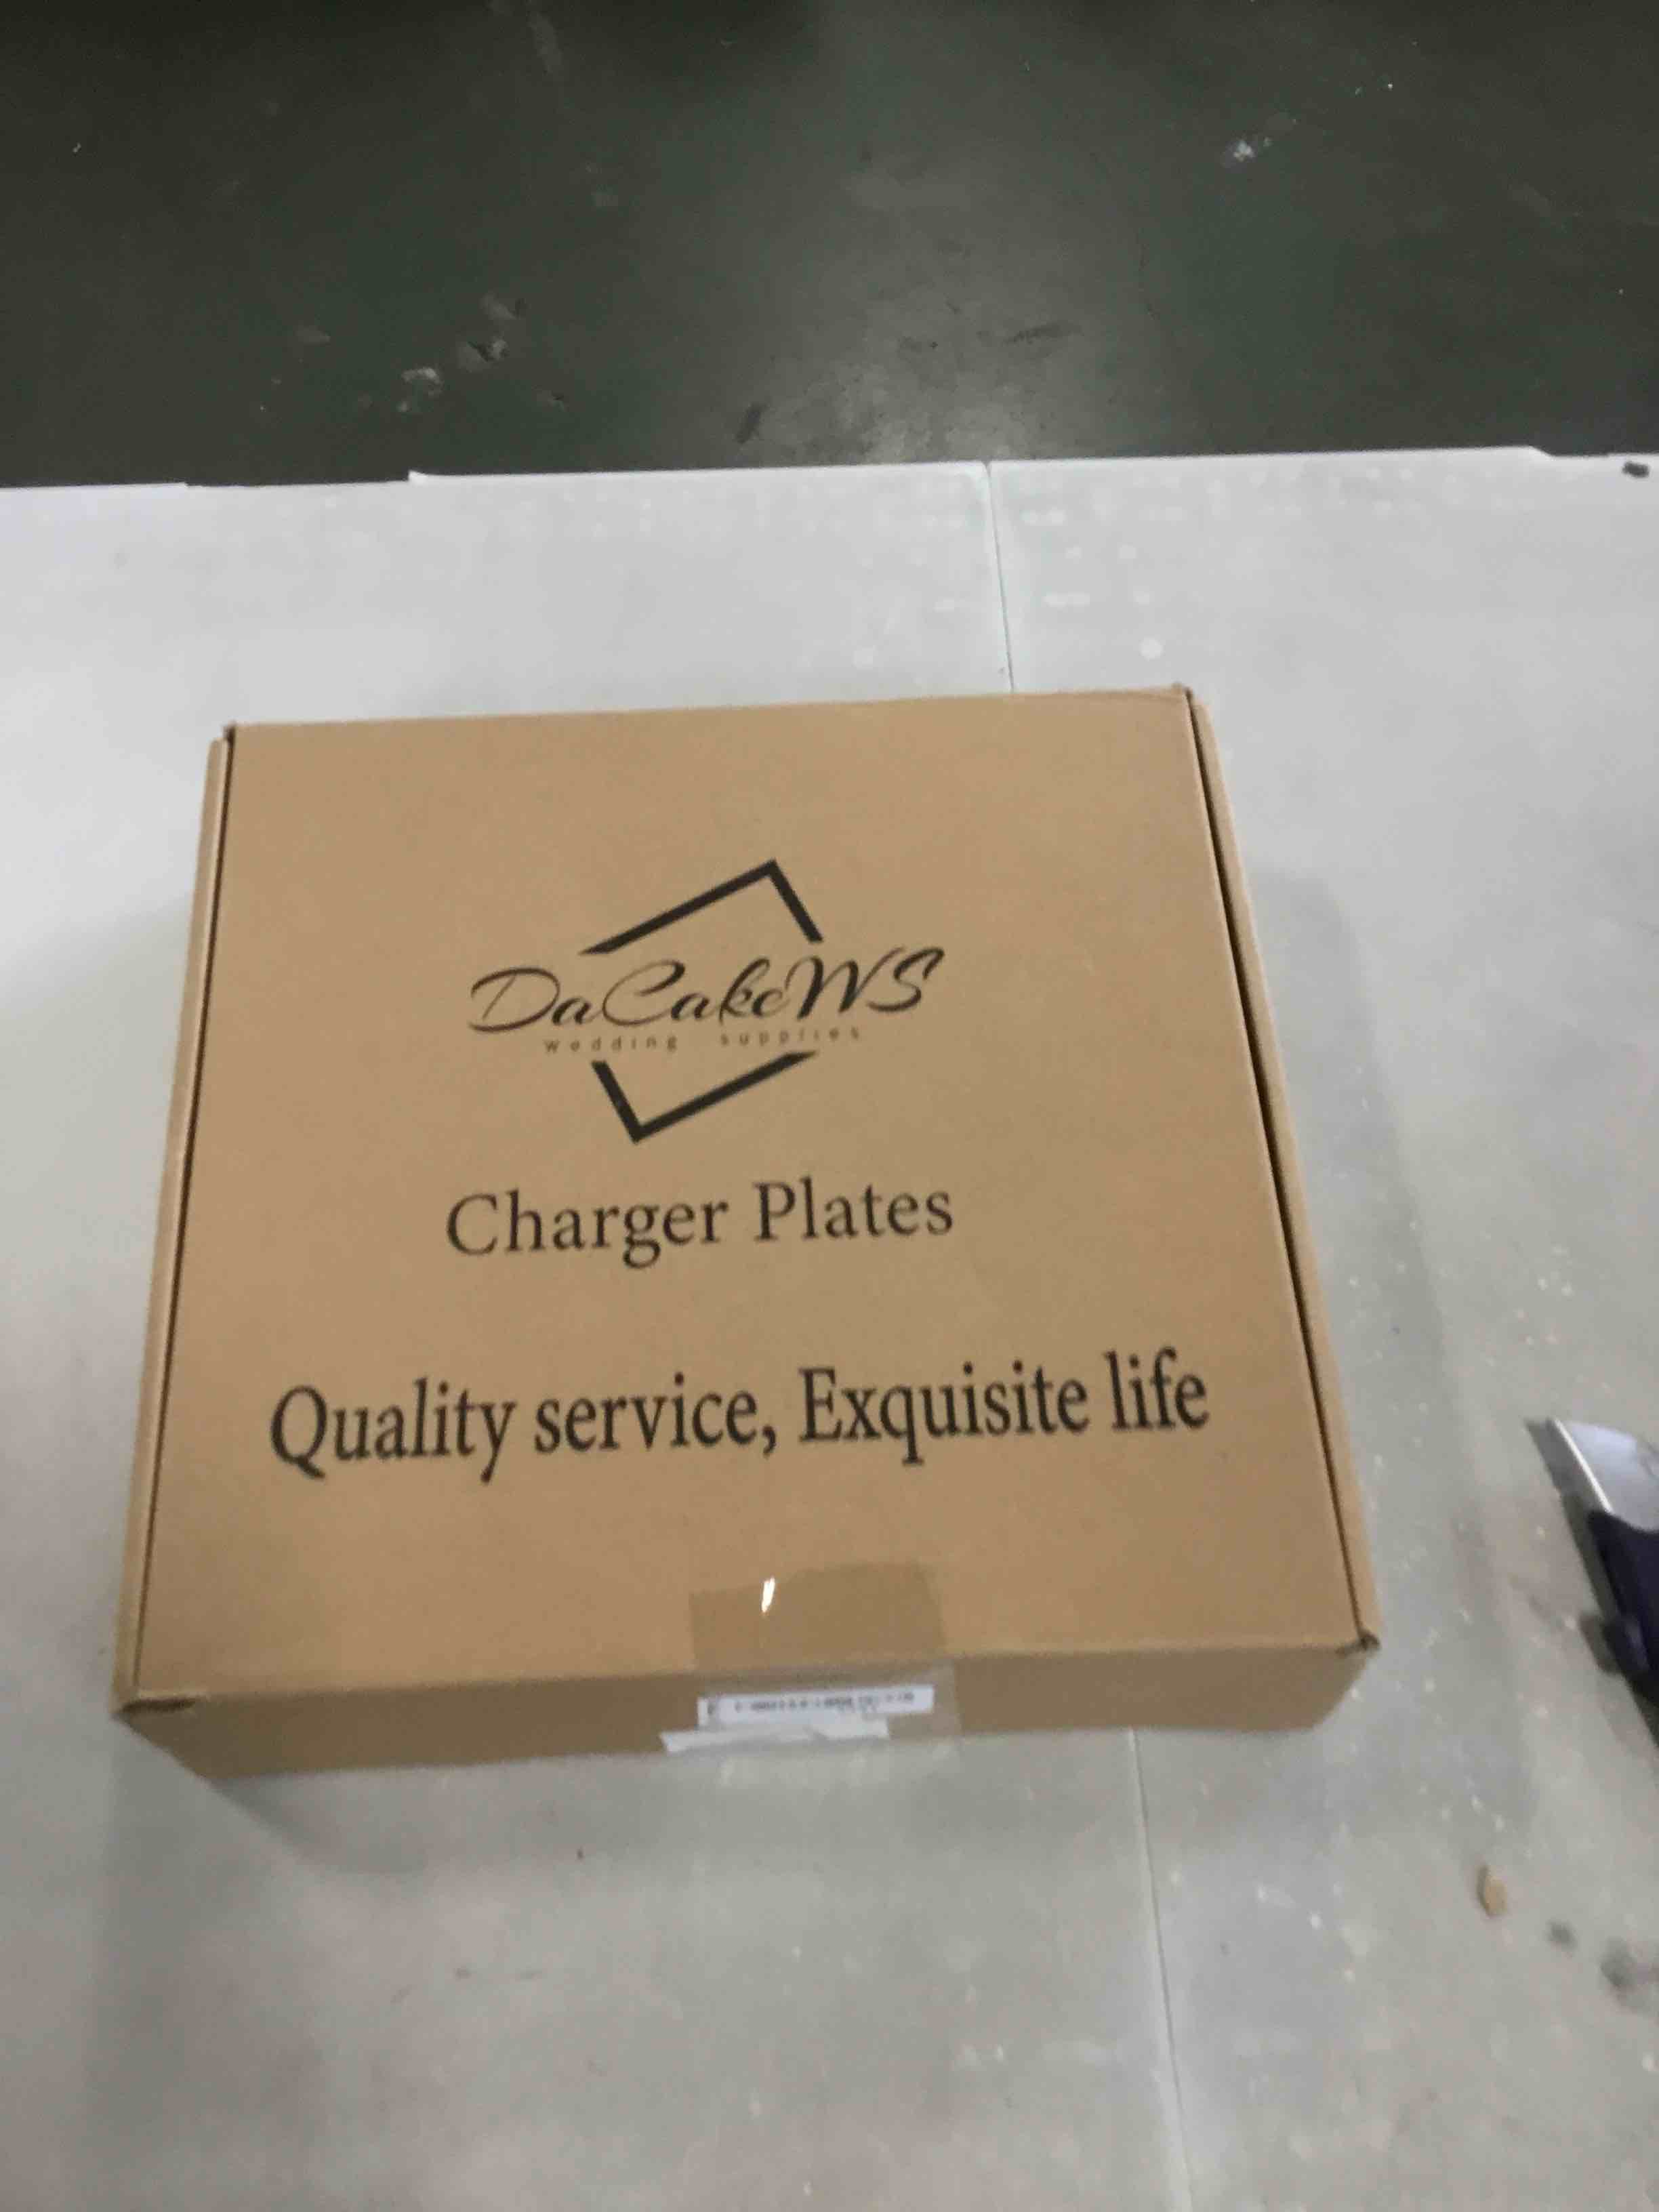 DaCakeWS
Wedding supplies
Charger Plates
Quality service, Exquisite life